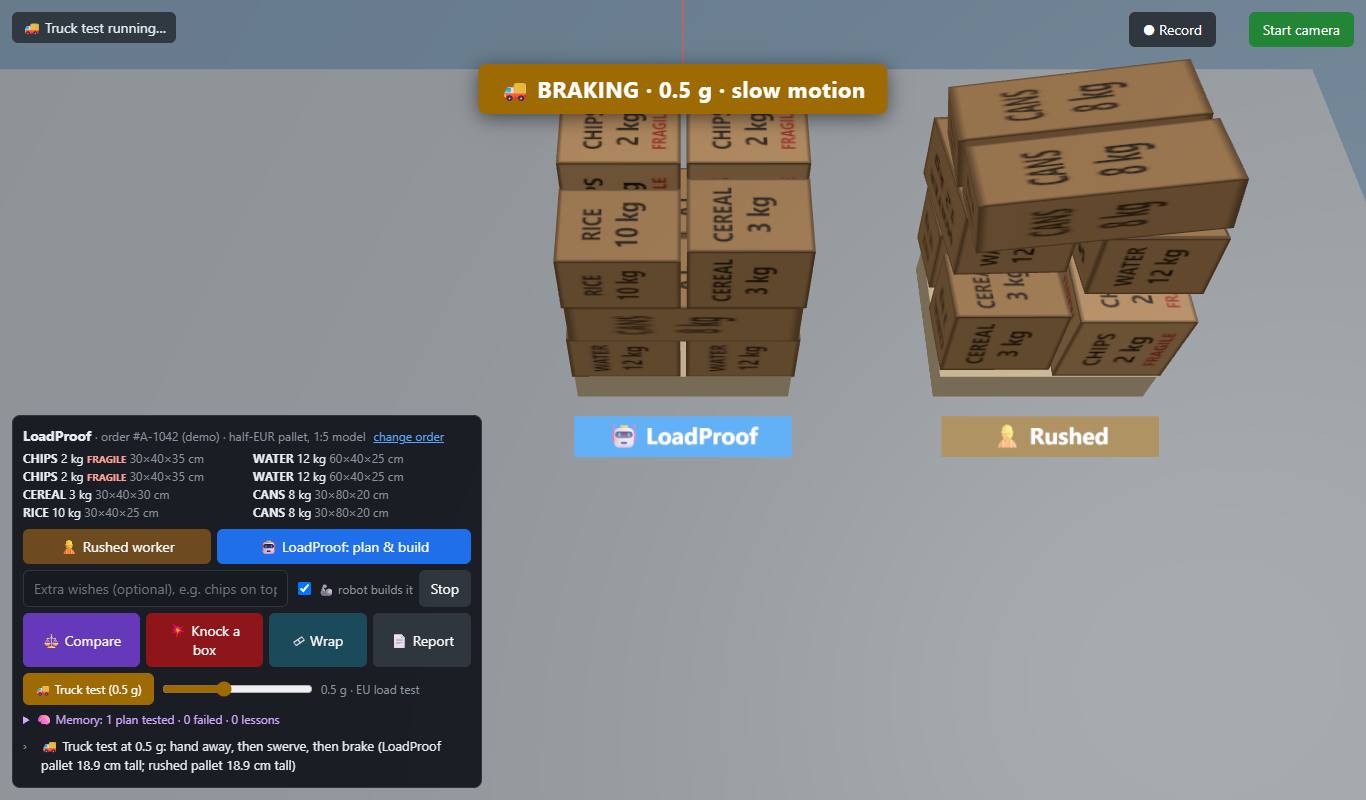 Truck test running...
Record
Start camera
BRAKING · 0.5 g · slow motion
CHIPS 2 kg FRAGILE
CHIPS 2 kg FRAGILE
RICE 10 kg
CEREAL 3 kg
RICE 10 kg
CEREAL 3 kg
CANS 8 kg
WATER 12 kg
WATER 12 kg
CANS 8 kg
CANS 8 kg
CANS 8 kg
WATER 12 kg
CEREAL 3 kg
CEREAL 3 kg
CHIPS 2 kg FRAGILE
LoadProof
Rushed
LoadProof · order #A-1042 (demo) · half-EUR pallet, 1:5 model change order
CHIPS 2 kg FRAGILE 30×40×35 cm
WATER 12 kg 60×40×25 cm
CHIPS 2 kg FRAGILE 30×40×35 cm
WATER 12 kg 60×40×25 cm
CEREAL 3 kg 30×40×30 cm
CANS 8 kg 30×80×20 cm
RICE 10 kg 30×40×25 cm
CANS 8 kg 30×80×20 cm
Rushed worker
LoadProof: plan & build
Extra wishes (optional), e.g. chips on top
robot builds it
Stop
Compare
Knock a
box
Wrap
Report
Truck test (0.5 g)
0.5 g · EU load test
Memory: 1 plan tested · 0 failed · 0 lessons
› Truck test at 0.5 g: hand away, then swerve, then brake (LoadProof
pallet 18.9 cm tall; rushed pallet 18.9 cm tall)